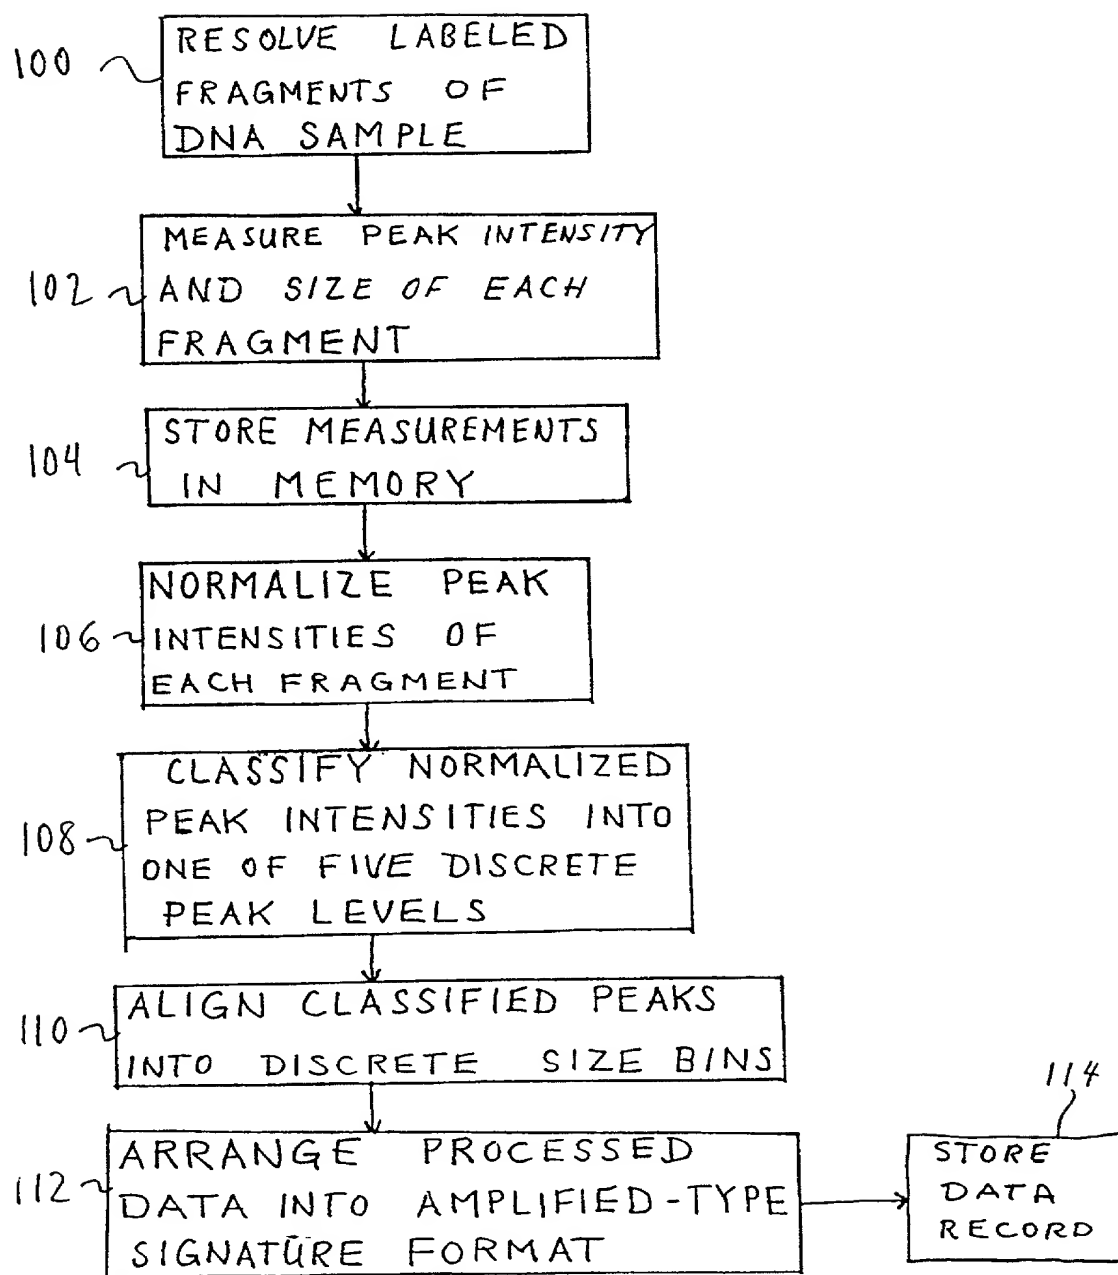 100
RESOLVE LABELED
FRAGMENTS OF
DNA SAMPLE
102
MEASURE PEAK INTENSITY
AND SIZE OF EACH
FRAGMENT
104
STORE MEASUREMENTS
IN MEMORY
106
NORMALIZE PEAK
INTENSITIES OF
EACH FRAGMENT
108
CLASSIFY NORMALIZED
PEAK INTENSITIES INTO
ONE OF FIVE DISCRETE
PEAK LEVELS
110
ALIGN CLASSIFIED PEAKS
INTO DISCRETE SIZE BINS
112
ARRANGE PROCESSED
DATA INTO AMPLIFIED-TYPE
SIGNATURE FORMAT
114
STORE
DATA
RECORD